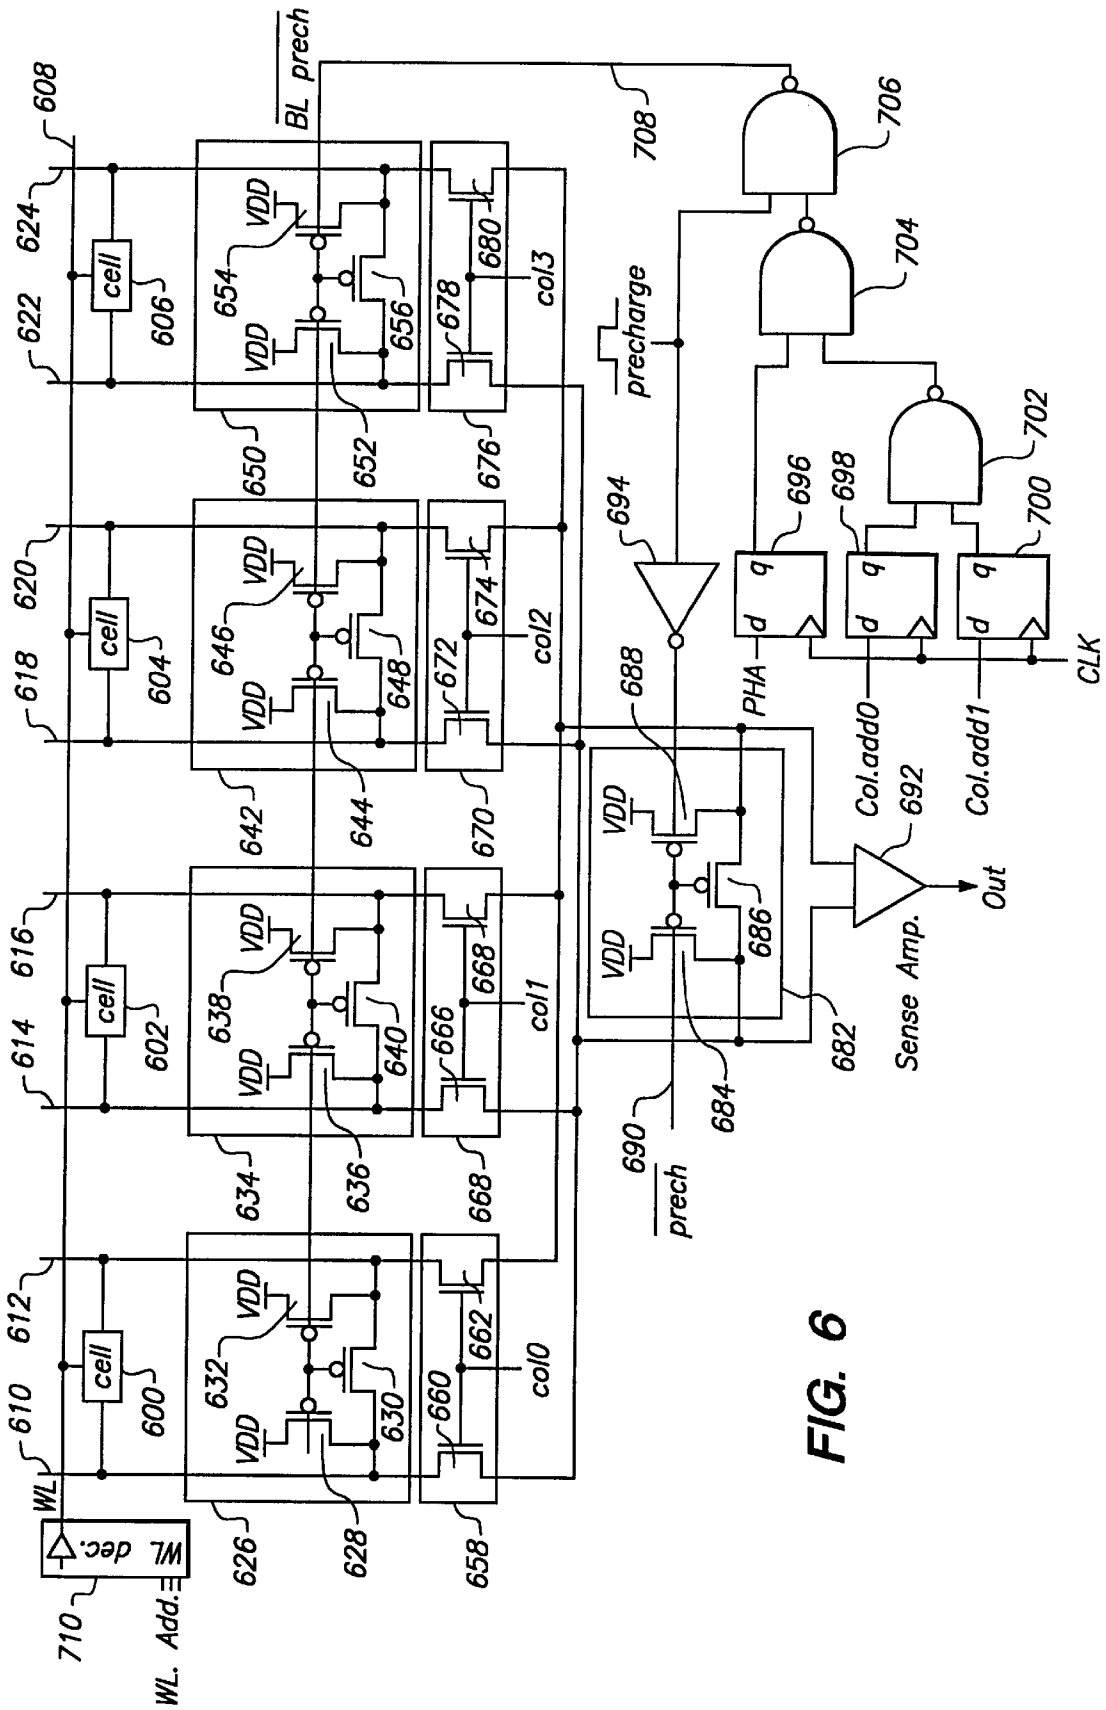 710
WL dec.
WL. Add.
WL
610
612
614
616
618
620
622
624
608
cell
600
cell
602
cell
604
cell
606
BL prech
VDD
632
VDD
630
628
626
VDD
638
VDD
640
636
634
VDD
646
VDD
648
644
642
VDD
654
VDD
656
652
650
660
662
658
col0
666
668
668
col1
672
674
670
col2
678
680
676
col3
708
precharge
706
704
702
694
696
698
700
PHA
d q
Col.add0
d q
Col.add1
d q
CLK
688
VDD
VDD
686
684
682
690
prech
692
Sense Amp.
Out
FIG. 6